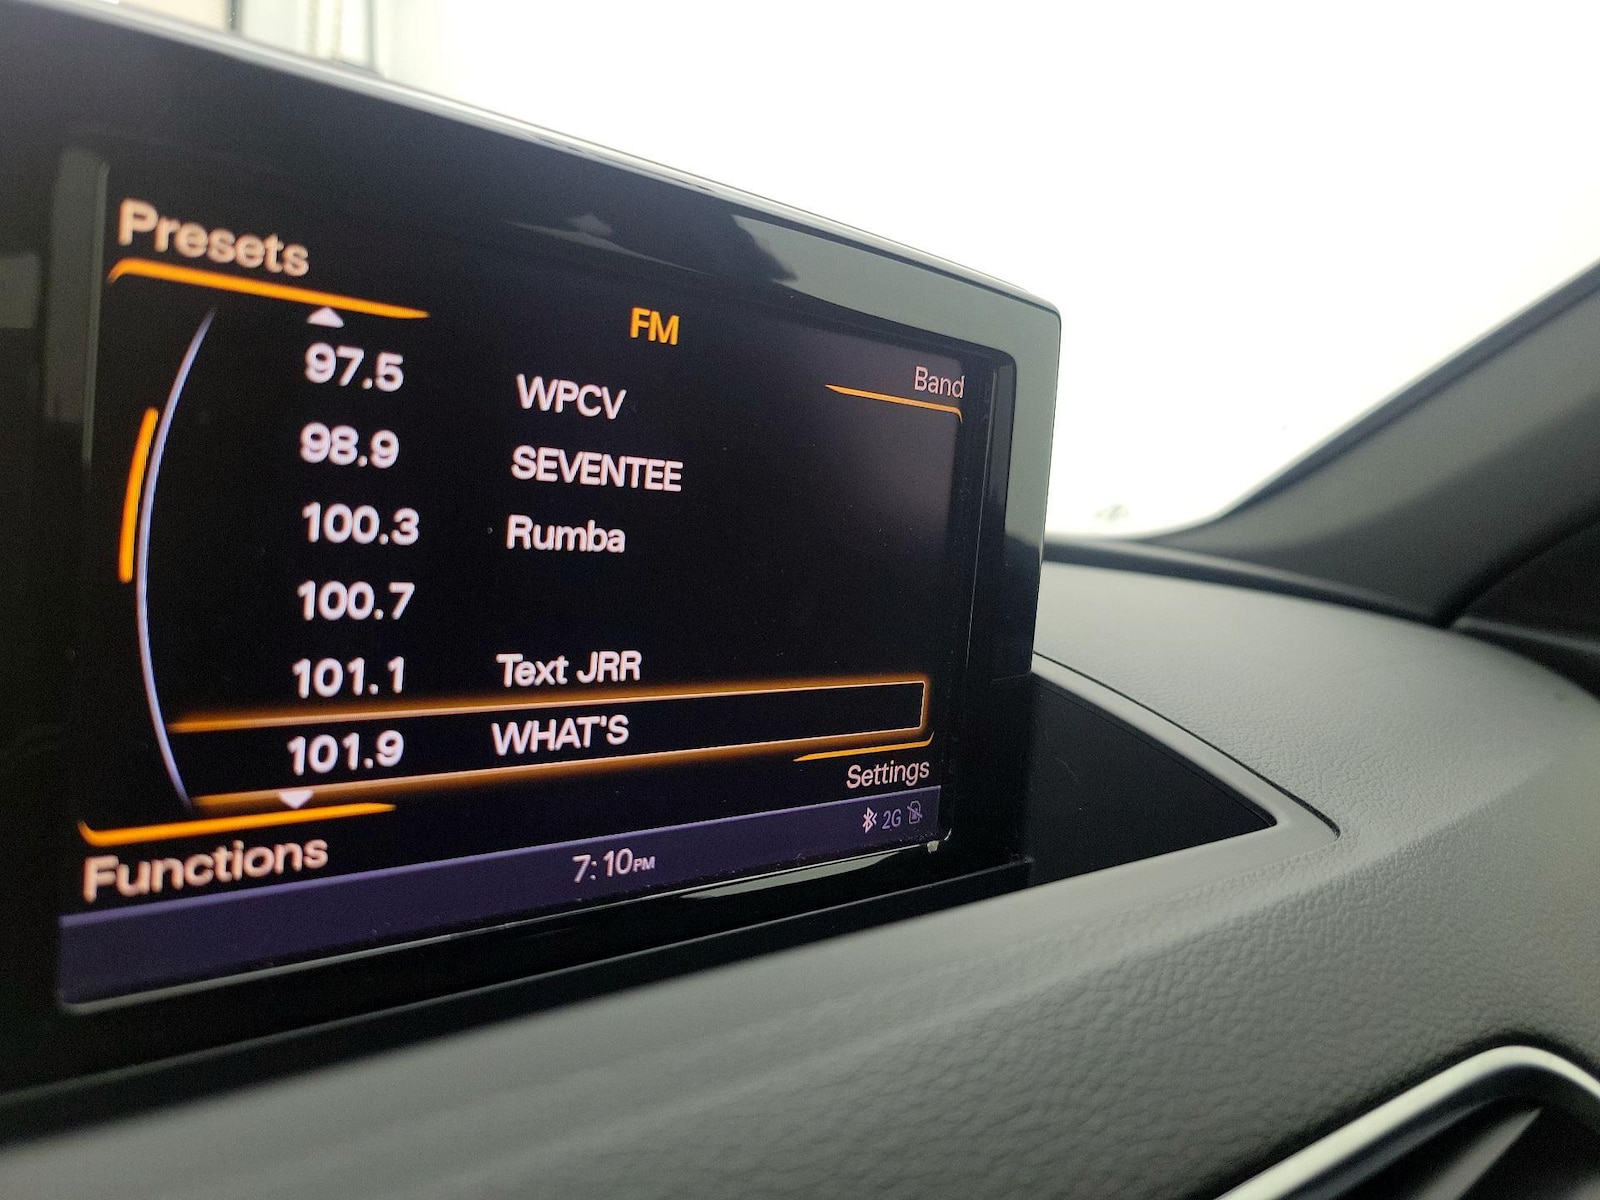 Presets
FM
Band
97.5 WPCV
98.9 SEVENTEE
100.3 Rumba
100.7
101.1 Text JRR
101.9 WHAT'S
Settings
Functions
7:10PM
2G